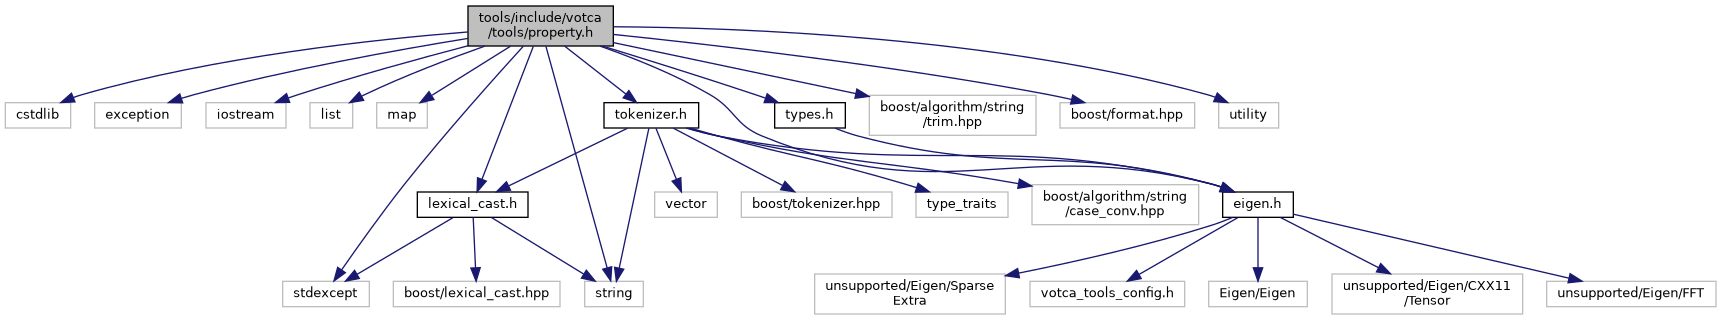 tools/include/votca
/tools/property.h
cstdlib
exception
iostream
list
map
tokenizer.h
types.h
boost/algorithm/string
/trim.hpp
boost/format.hpp
utility
lexical_cast.h
vector
boost/tokenizer.hpp
type_traits
boost/algorithm/string
/case_conv.hpp
eigen.h
stdexcept
boost/lexical_cast.hpp
string
unsupported/Eigen/Sparse
Extra
votca_tools_config.h
Eigen/Eigen
unsupported/Eigen/CXX11
/Tensor
unsupported/Eigen/FFT